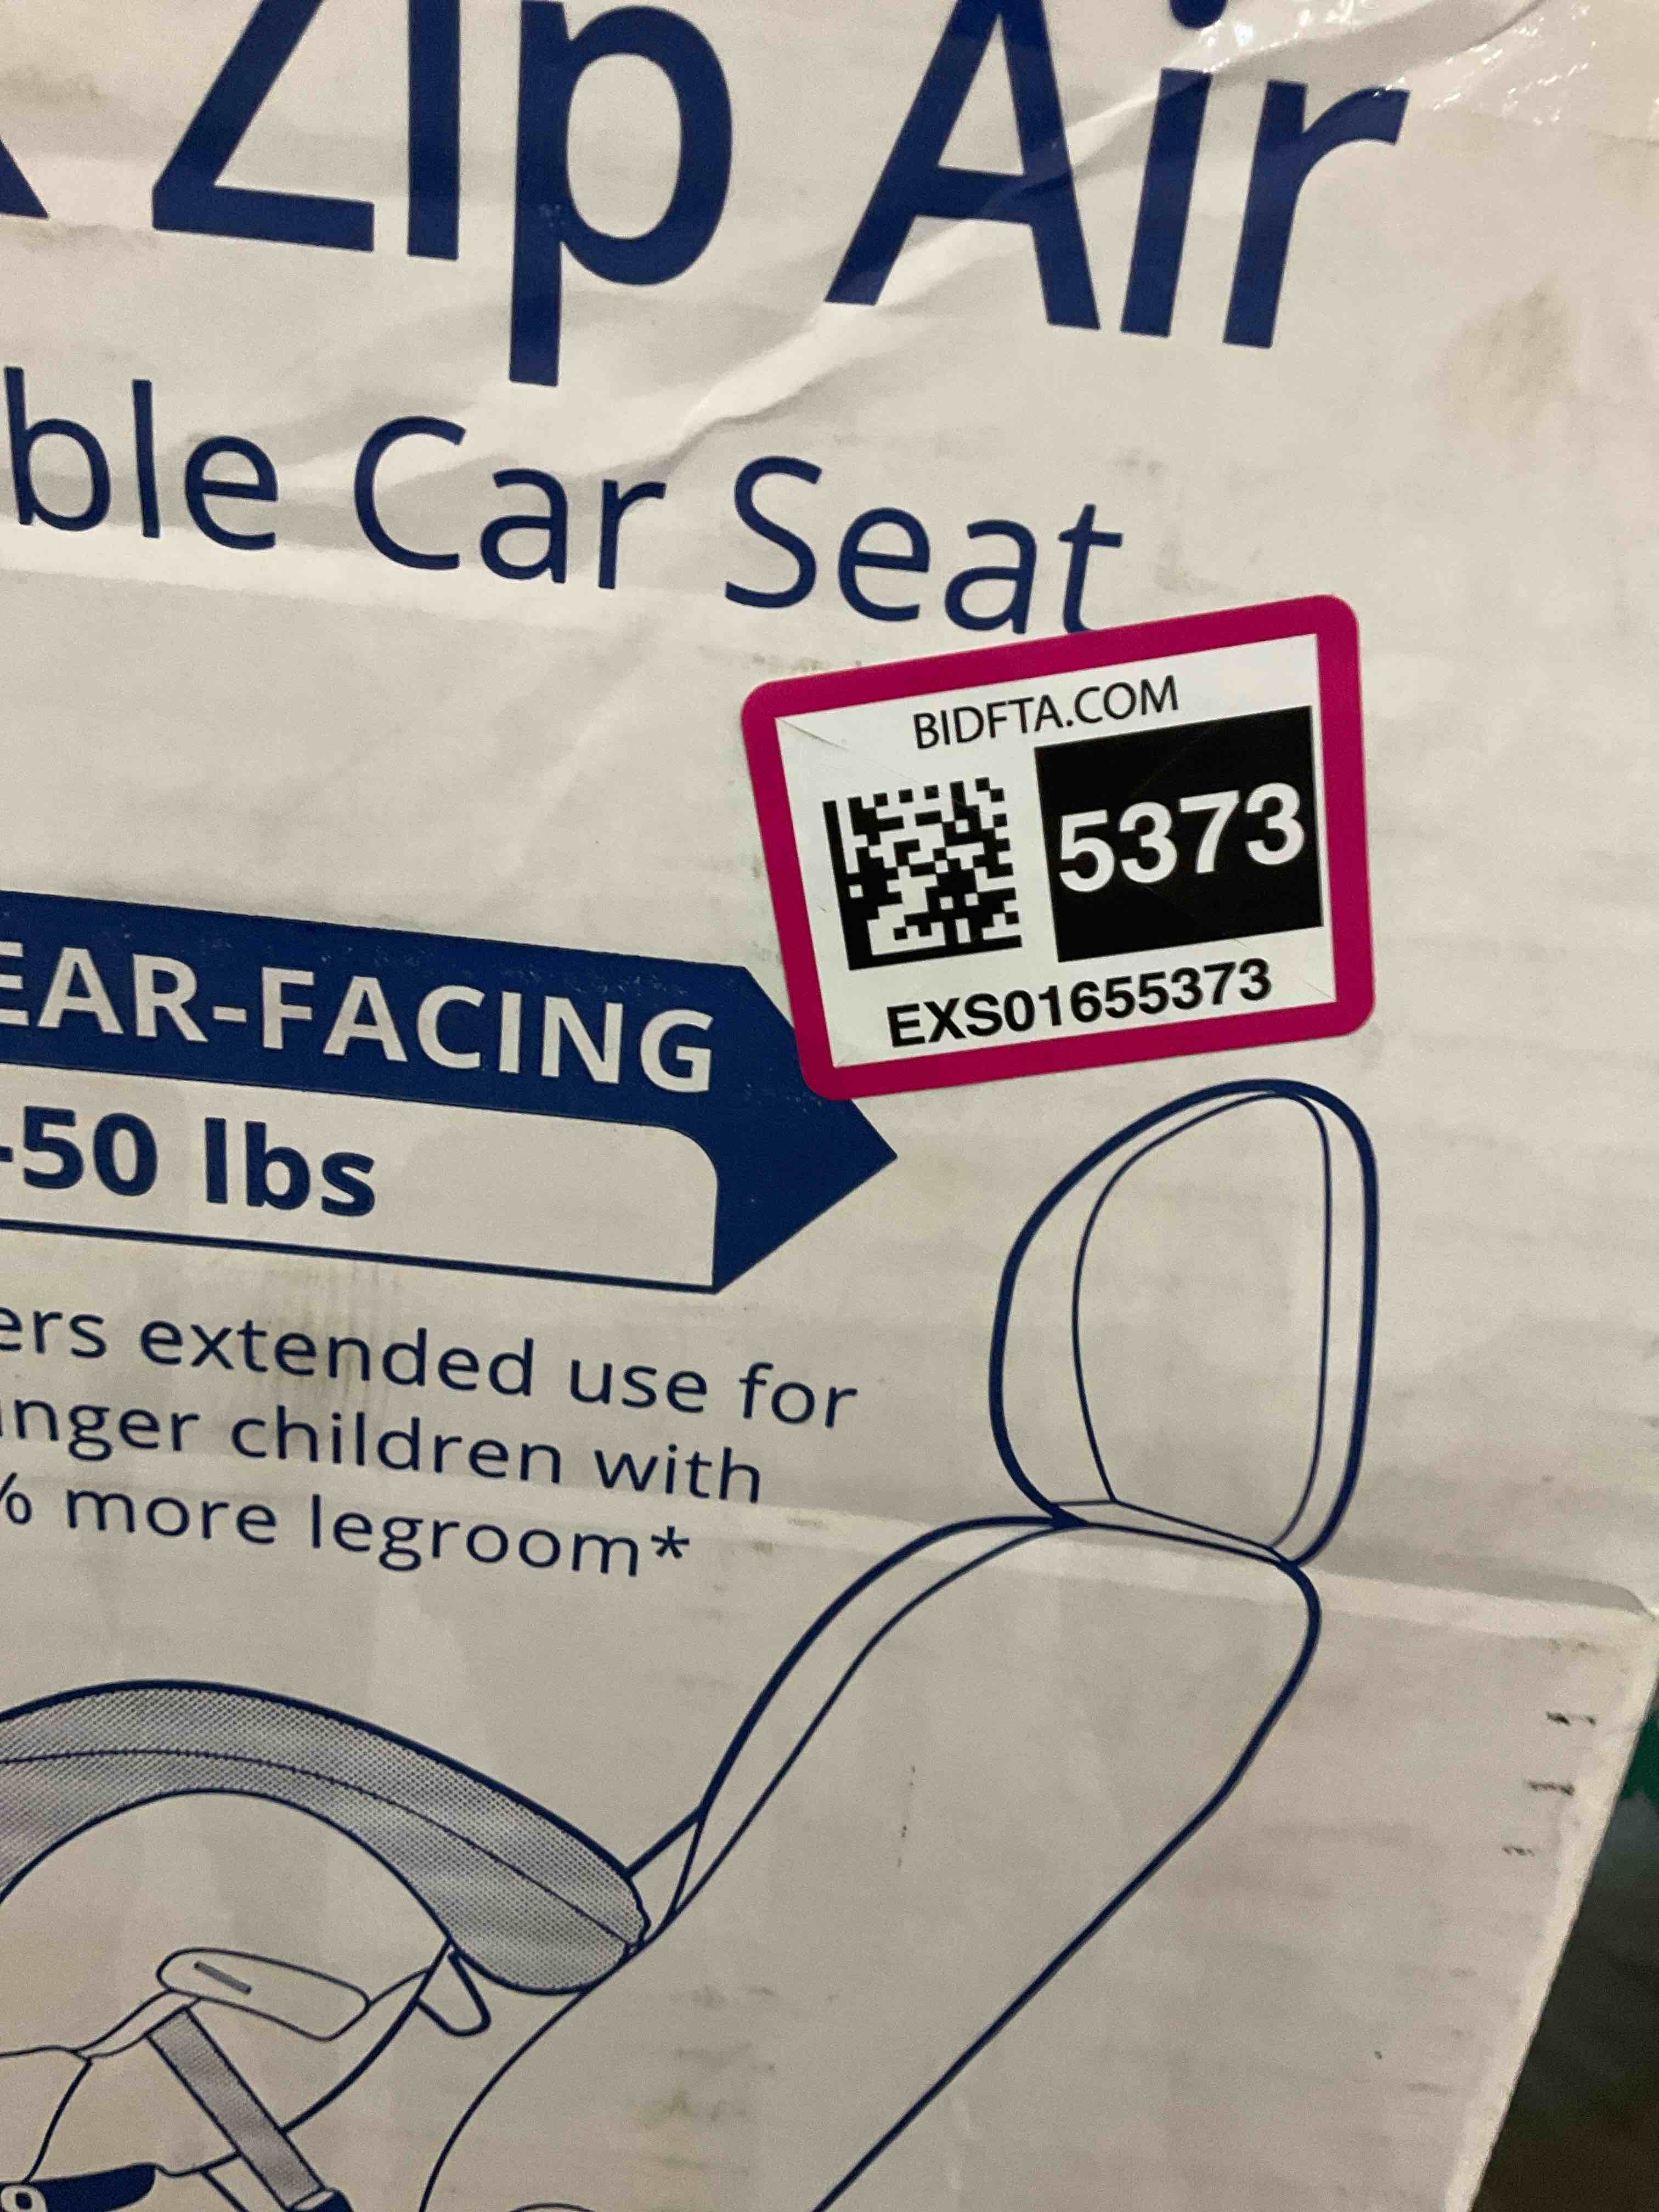 Zip Air
ble Car Seat
BIDFTA.COM
5373
EXS01655373
EAR-FACING
-50 lbs
ers extended use for
nger children with
% more legroom*